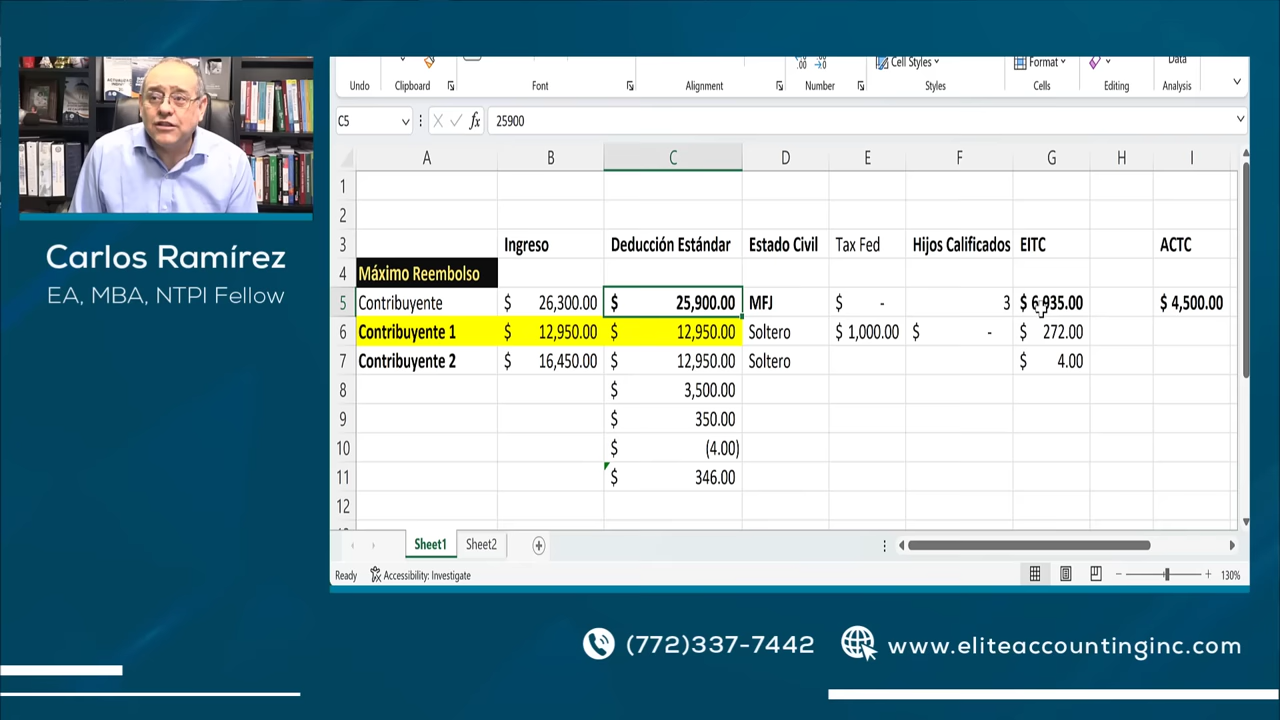 Carlos Ramírez
EA, MBA, NTPI Fellow
Undo Clipboard Font Alignment Number Cell Styles Styles Format Cells Editing Data Analysis
C5 fx 25900
A B C D E F G H I
1
2
3 Ingreso Deducción Estándar Estado Civil Tax Fed Hijos Calificados EITC ACTC
4 Máximo Reembolso
5 Contribuyente $ 26,300.00 $ 25,900.00 MFJ $ - 3 $ 6,935.00 $ 4,500.00
6 Contribuyente 1 $ 12,950.00 $ 12,950.00 Soltero $ 1,000.00 $ - $ 272.00
7 Contribuyente 2 $ 16,450.00 $ 12,950.00 Soltero $ 4.00
8 $ 3,500.00
9 $ 350.00
10 $ (4.00)
11 $ 346.00
12
Sheet1 Sheet2
Ready Accessibility: Investigate 130%
(772)337-7442 www.eliteaccountinginc.com